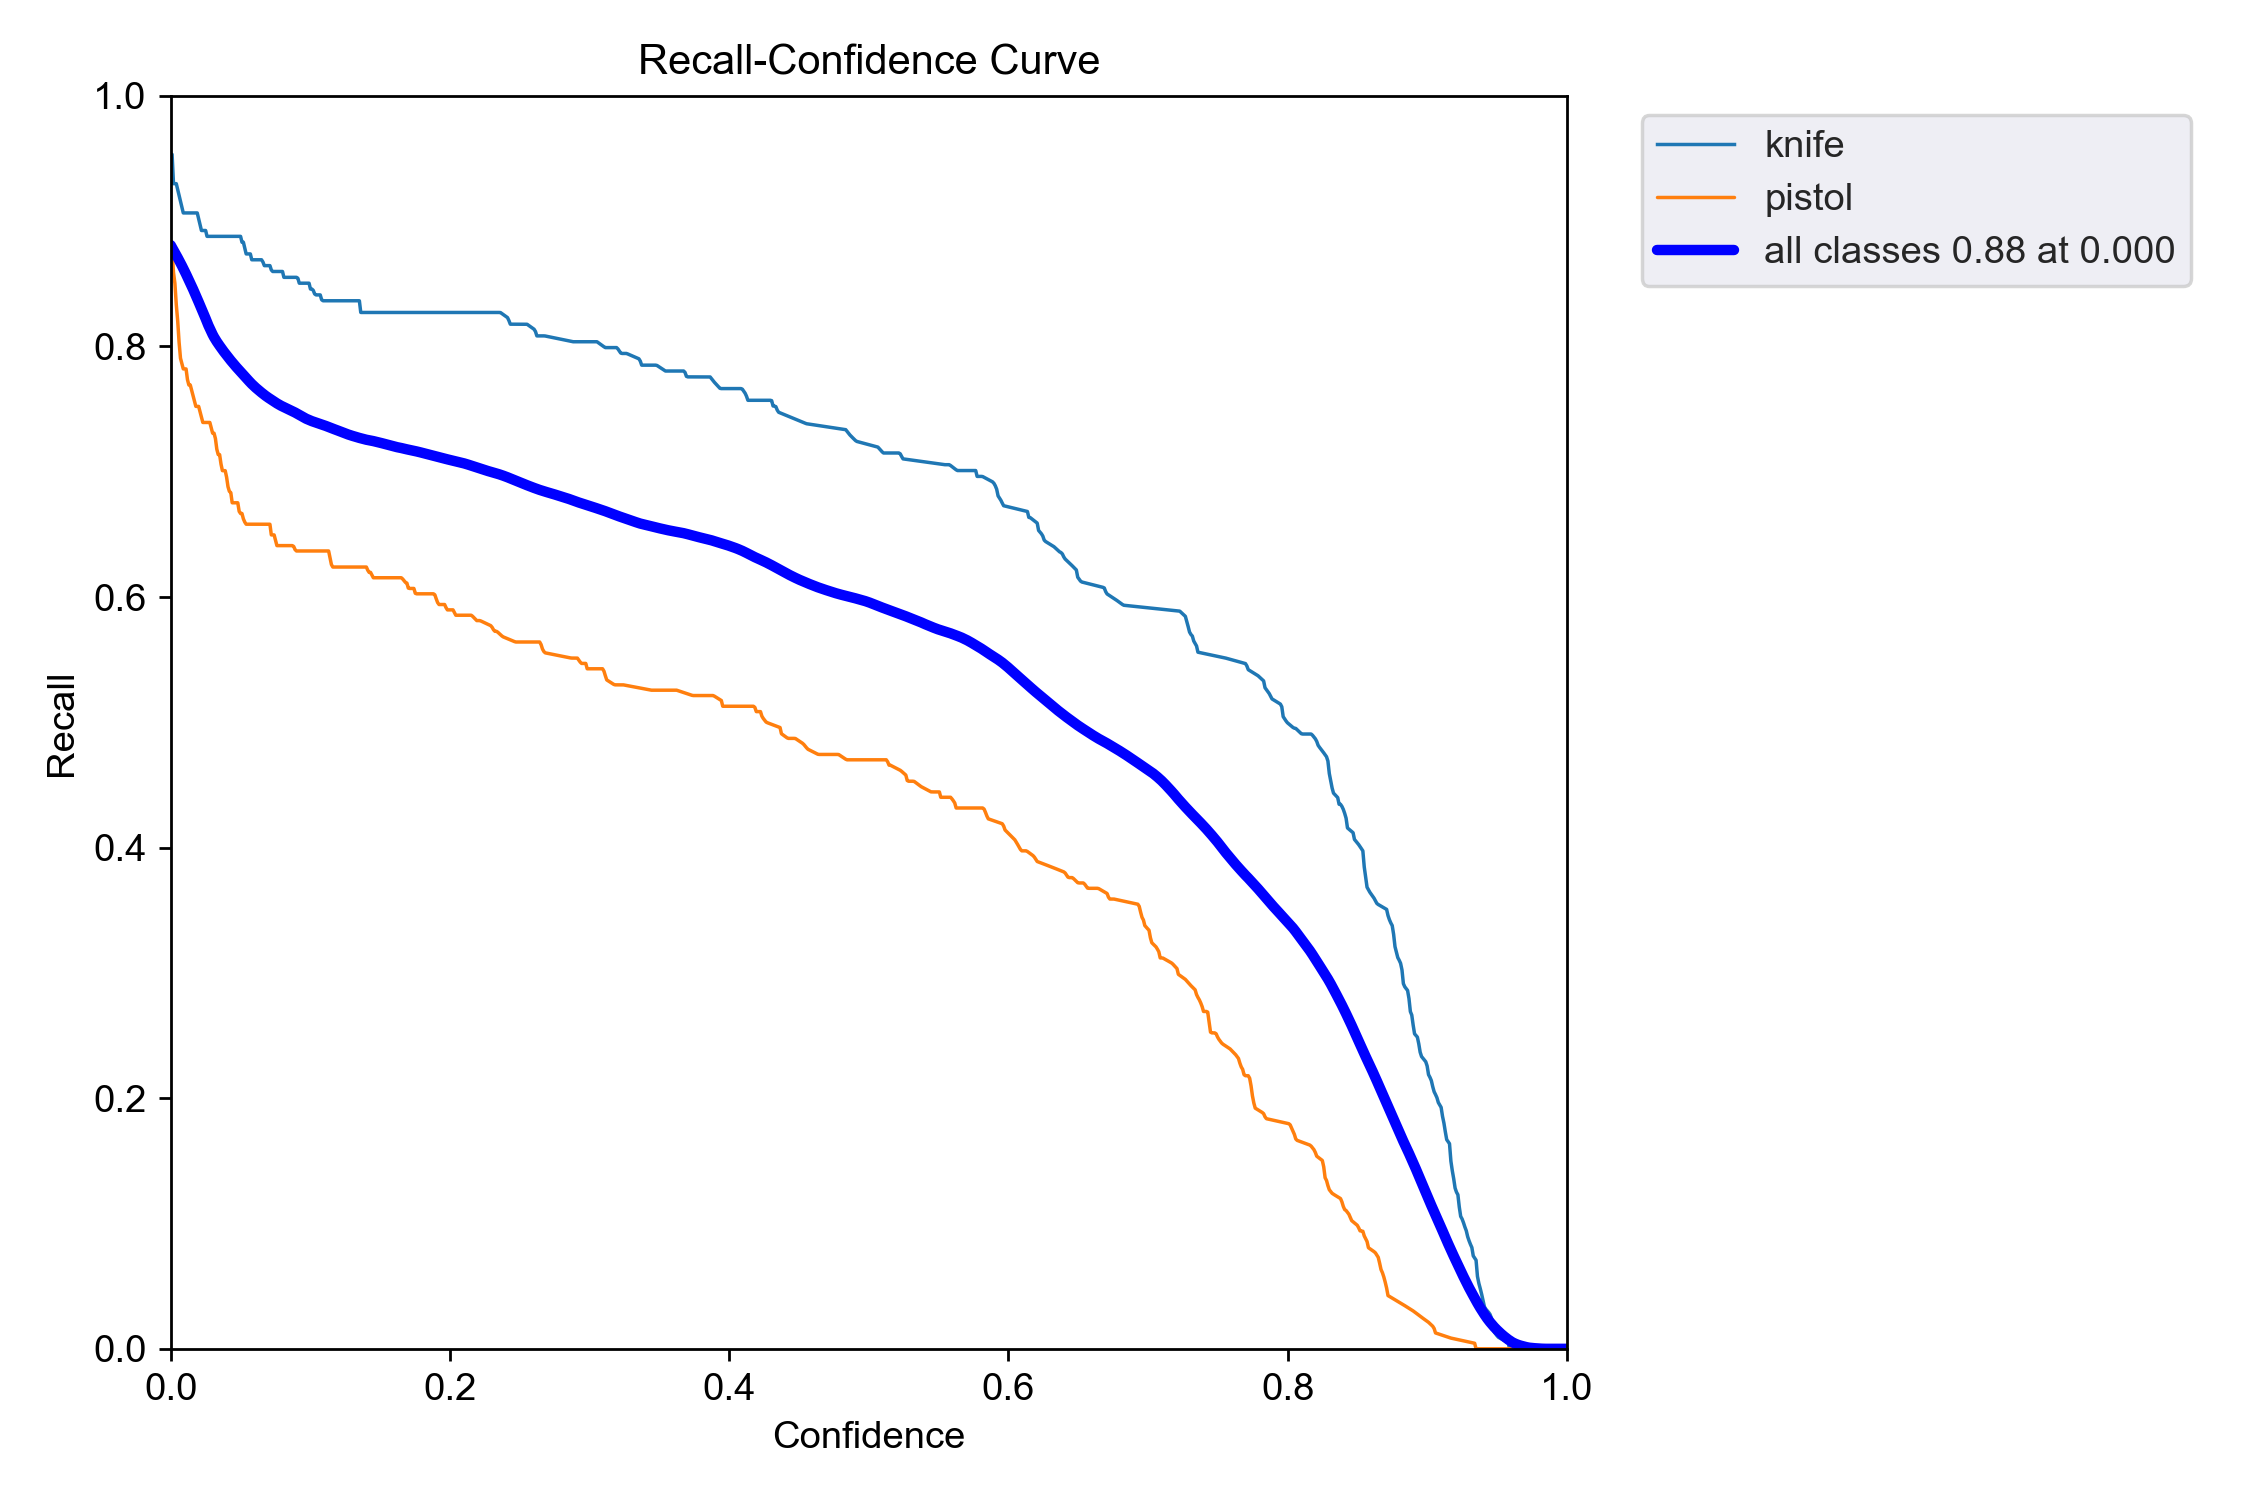 Recall-Confidence Curve
1.0
0.8
0.6
0.4
0.2
0.0
Recall
0.0 0.2 0.4 0.6 0.8 1.0
Confidence
knife
pistol
all classes 0.88 at 0.000